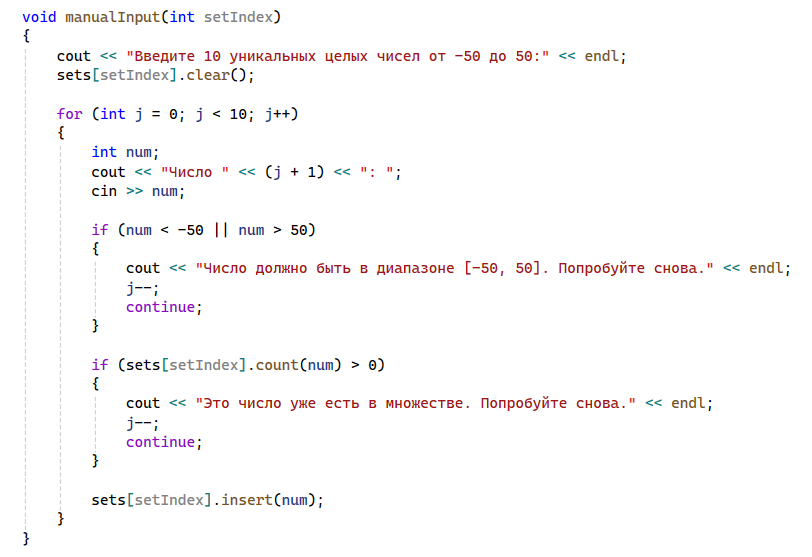 void manualInput(int setIndex)
{
    cout << "Введите 10 уникальных целых чисел от -50 до 50:" << endl;
    sets[setIndex].clear();

    for (int j = 0; j < 10; j++)
    {
        int num;
        cout << "Число " << (j + 1) << ": ";
        cin >> num;

        if (num < -50 || num > 50)
        {
            cout << "Число должно быть в диапазоне [-50, 50]. Попробуйте снова." << endl;
            j--;
            continue;
        }

        if (sets[setIndex].count(num) > 0)
        {
            cout << "Это число уже есть в множестве. Попробуйте снова." << endl;
            j--;
            continue;
        }

        sets[setIndex].insert(num);
    }
}